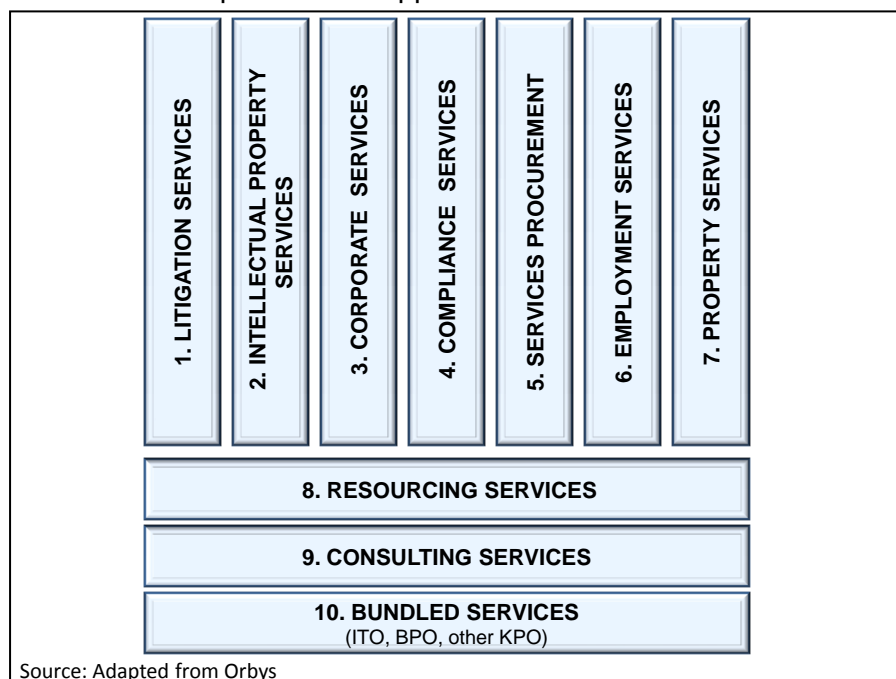 1. LITIGATION SERVICES
2. INTELLECTUAL PROPERTY
SERVICES
3. CORPORATE SERVICES
4. COMPLIANCE SERVICES
5. SERVICES PROCUREMENT
6. EMPLOYMENT SERVICES
7. PROPERTY SERVICES
8. RESOURCING SERVICES
9. CONSULTING SERVICES
10. BUNDLED SERVICES
(ITO, BPO, other KPO)
Source: Adapted from Orbys